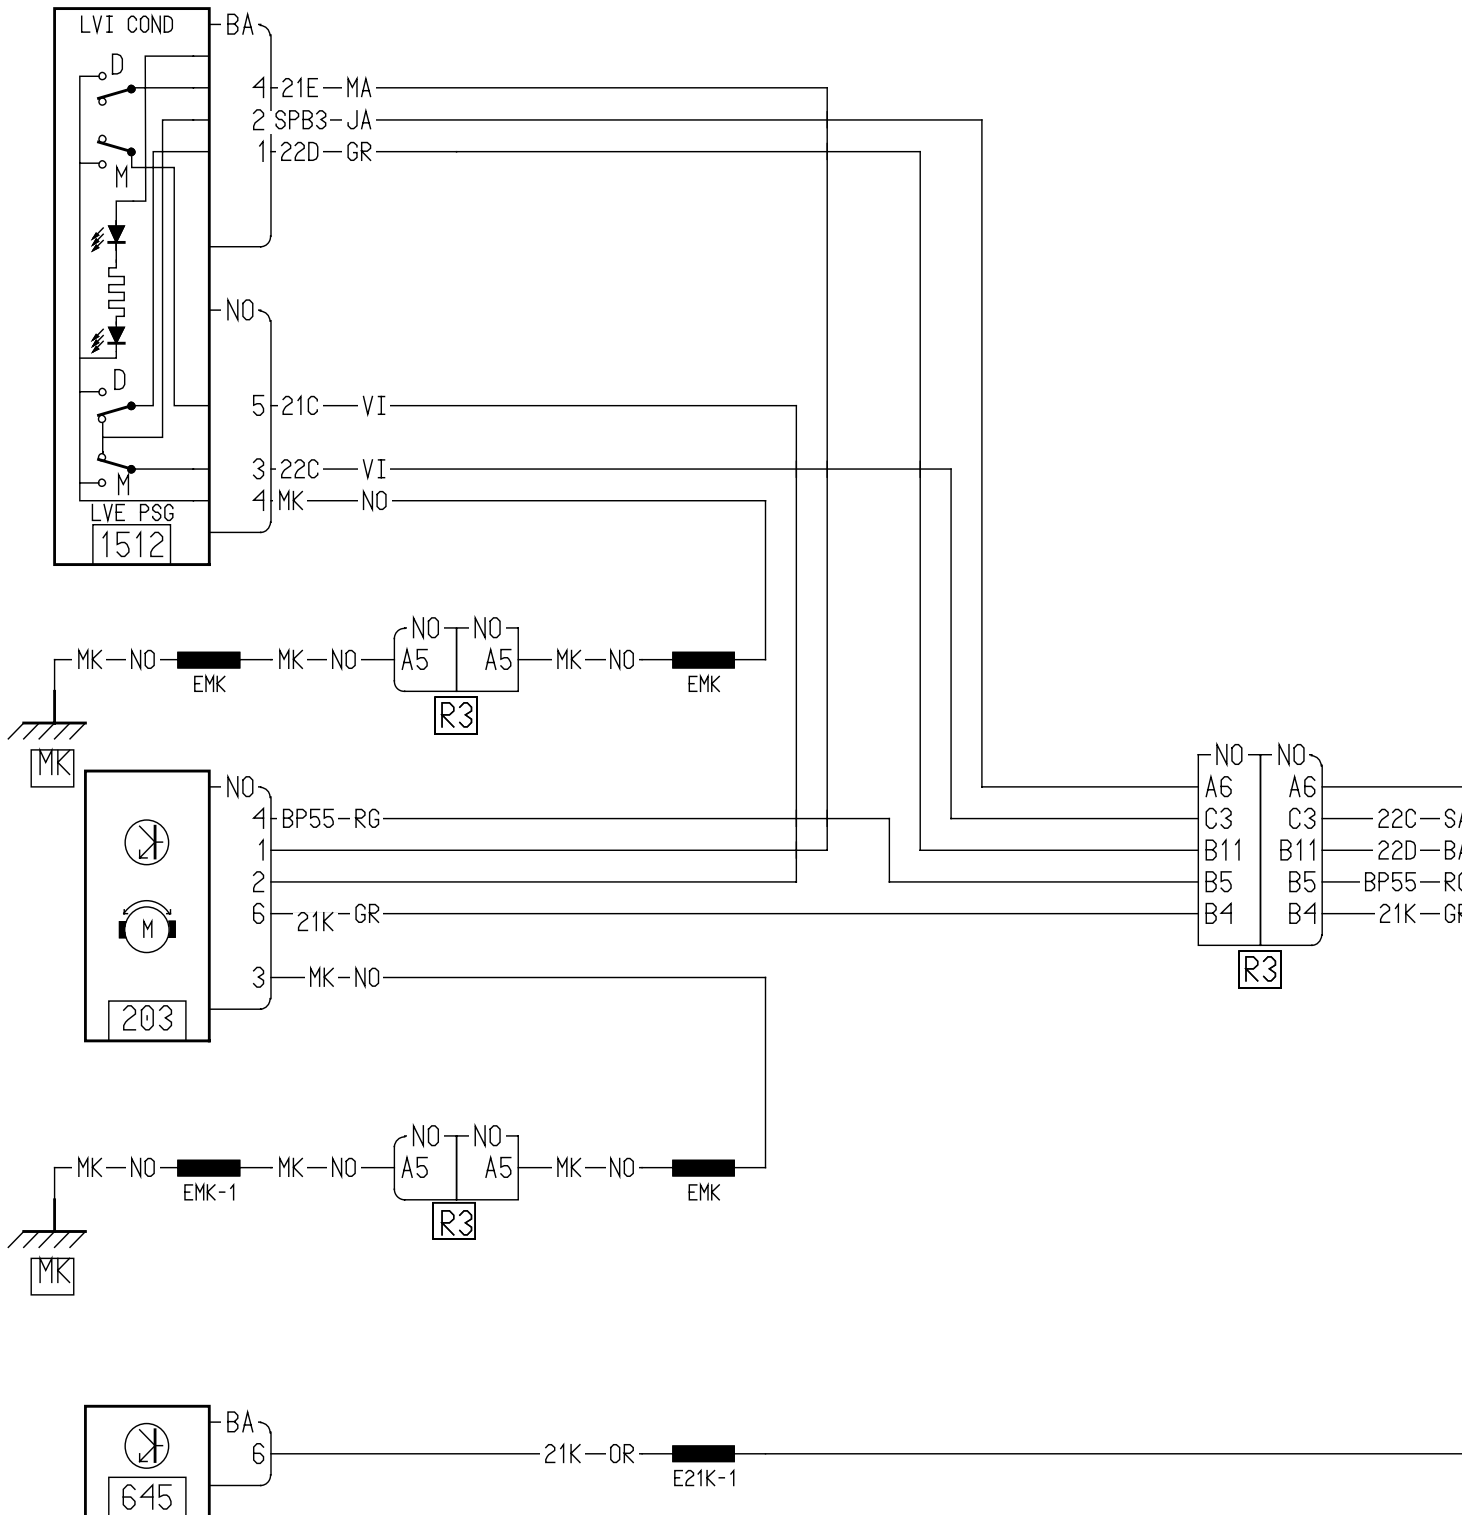 LVI COND BA
D
4 21E MA
2 SPB3 JA
1 22D GR
M
NO
D
5 21C VI
3 22C VI
M
4 MK NO
LVE PSG
1512
NO NO
MK NO MK NO A5 A5 MK NO
EMK EMK
R3
MK
NO NO
NO A6 A6
4 BP55 RG C3 C3 22C
1 B11 B11 22D
2 B5 B5 BP55
6 21K GR B4 B4 21K
M
3 MK NO
R3
203
NO NO
MK NO MK NO A5 A5 MK NO
EMK-1 EMK
R3
MK
BA
6 21K OR
E21K-1
645